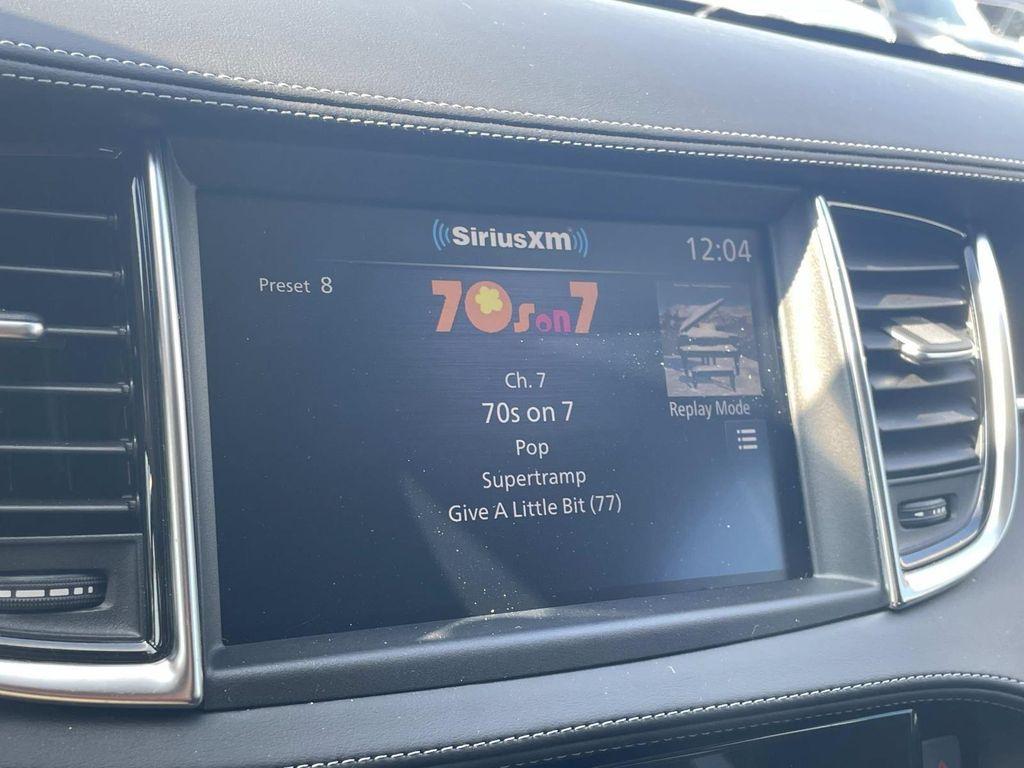 SiriusXM
12:04
Preset 8
70s on 7
Ch. 7
70s on 7
Replay Mode
Pop
Supertramp
Give A Little Bit (77)